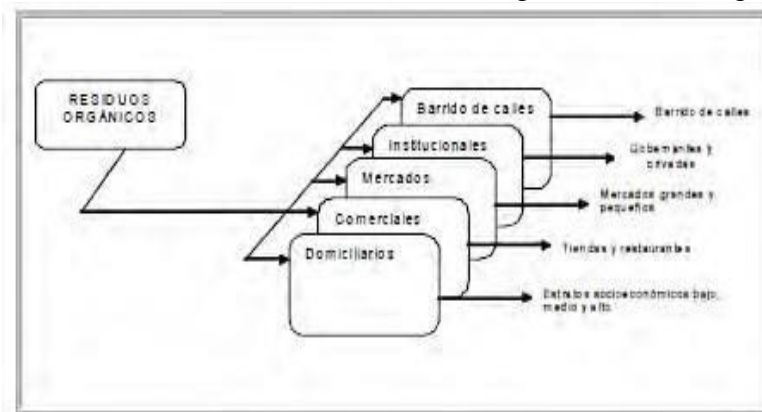 RESIDUOS
ORGÁNICOS
Barrido de calles
Institucionales
Mercados
Comerciales
Domiciliarios
Barrido de calles
Gobernantes y
privadas
Mercados grandes y
pequeños
Tiendas y restaurantes
Estratos socioeconómicos bajo,
medio y alto